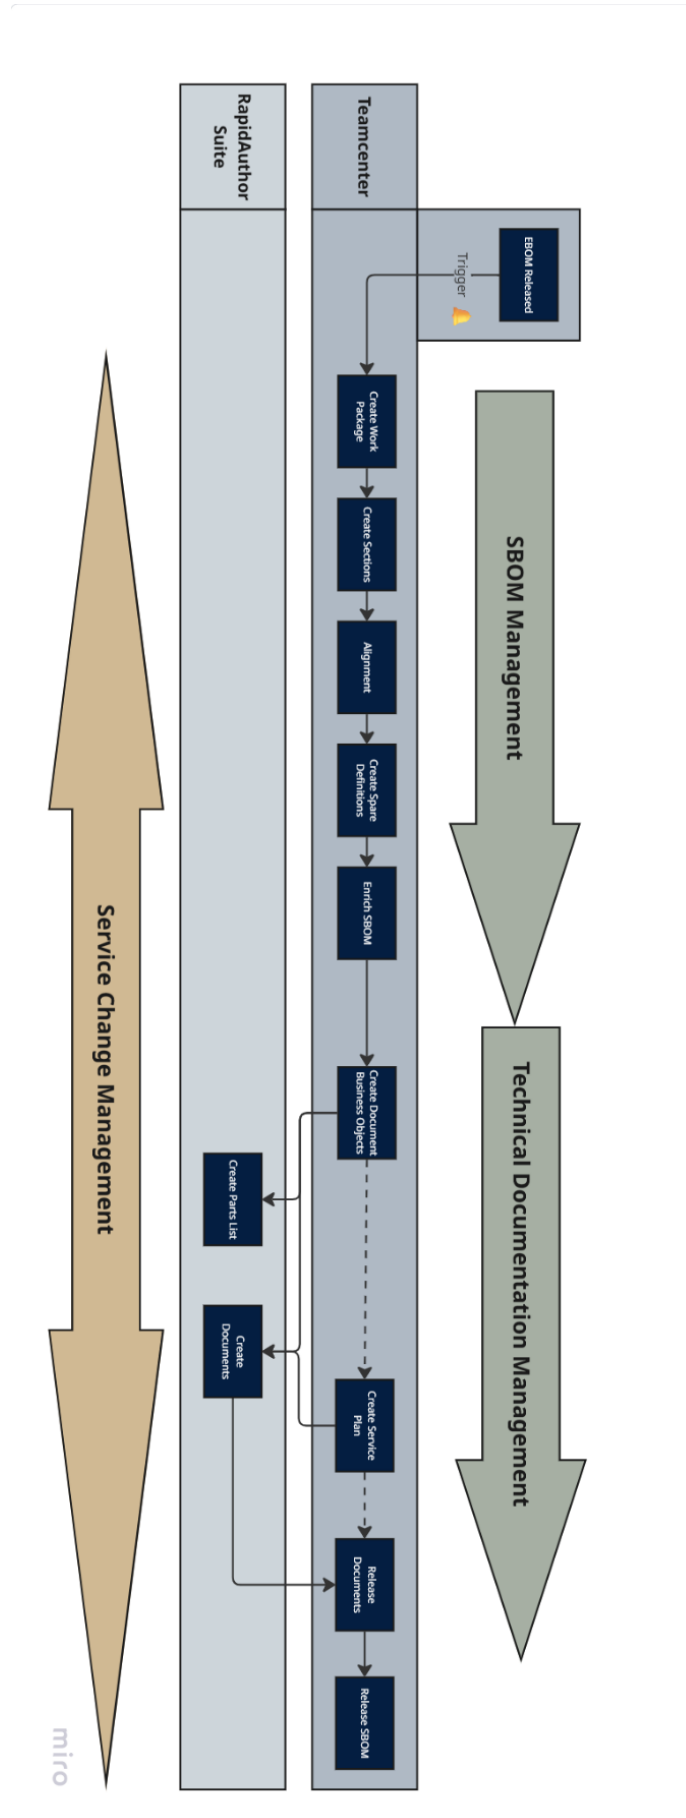 SBOM Management
Technical Documentation Management
EBOM Released
Trigger
Teamcenter
Create Work
Package
Create Sections
Alignment
Create Spare
Definitions
Enrich SBOM
Create Document
Business Objects
Create Service
Plan
Release
Documents
Release SBOM
RapidAuthor
Suite
Create Parts List
Create
Documents
Service Change Management
miro